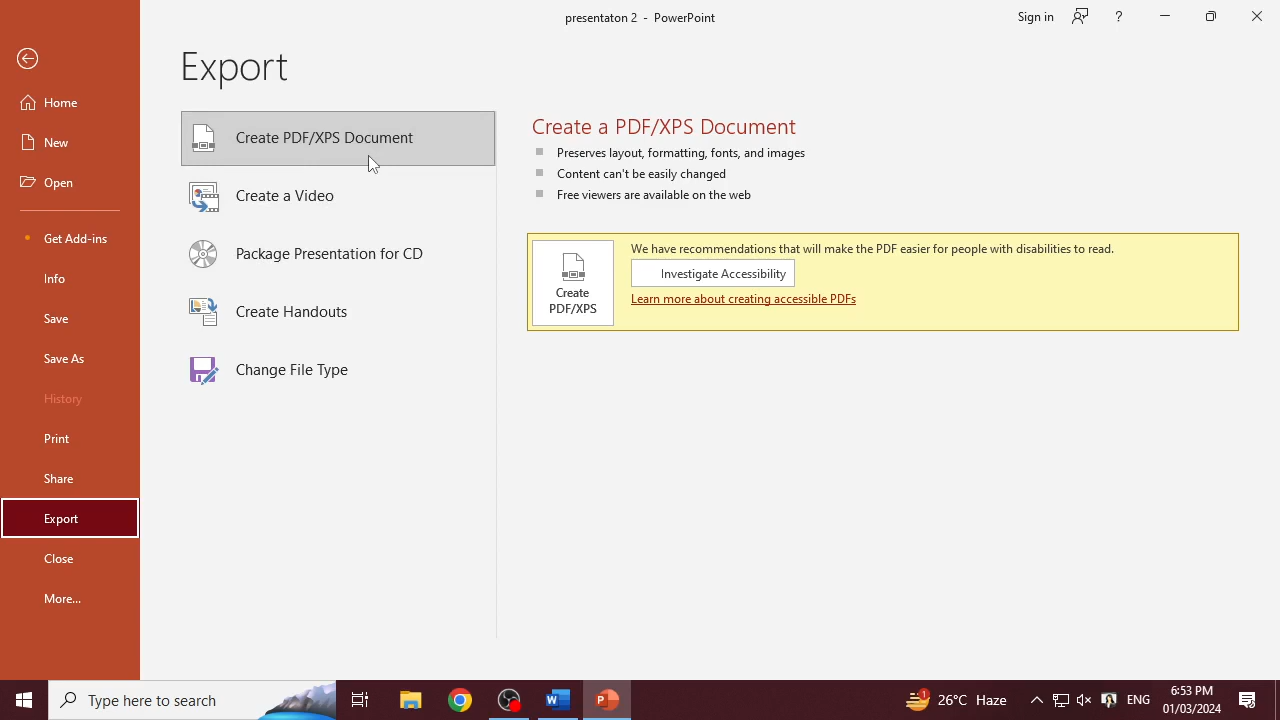 presentaton 2 - PowerPoint
Sign in
?
Export
Home
New
Open
Get Add-ins
Info
Save
Save As
History
Print
Share
Export
Close
More...
Create PDF/XPS Document
Create a Video
Package Presentation for CD
Create Handouts
Change File Type
Create a PDF/XPS Document
Preserves layout, formatting, fonts, and images
Content can't be easily changed
Free viewers are available on the web
Create
PDF/XPS
We have recommendations that will make the PDF easier for people with disabilities to read.
Investigate Accessibility
Learn more about creating accessible PDFs
Type here to search
1
26°C Haze
ENG
6:53 PM
01/03/2024